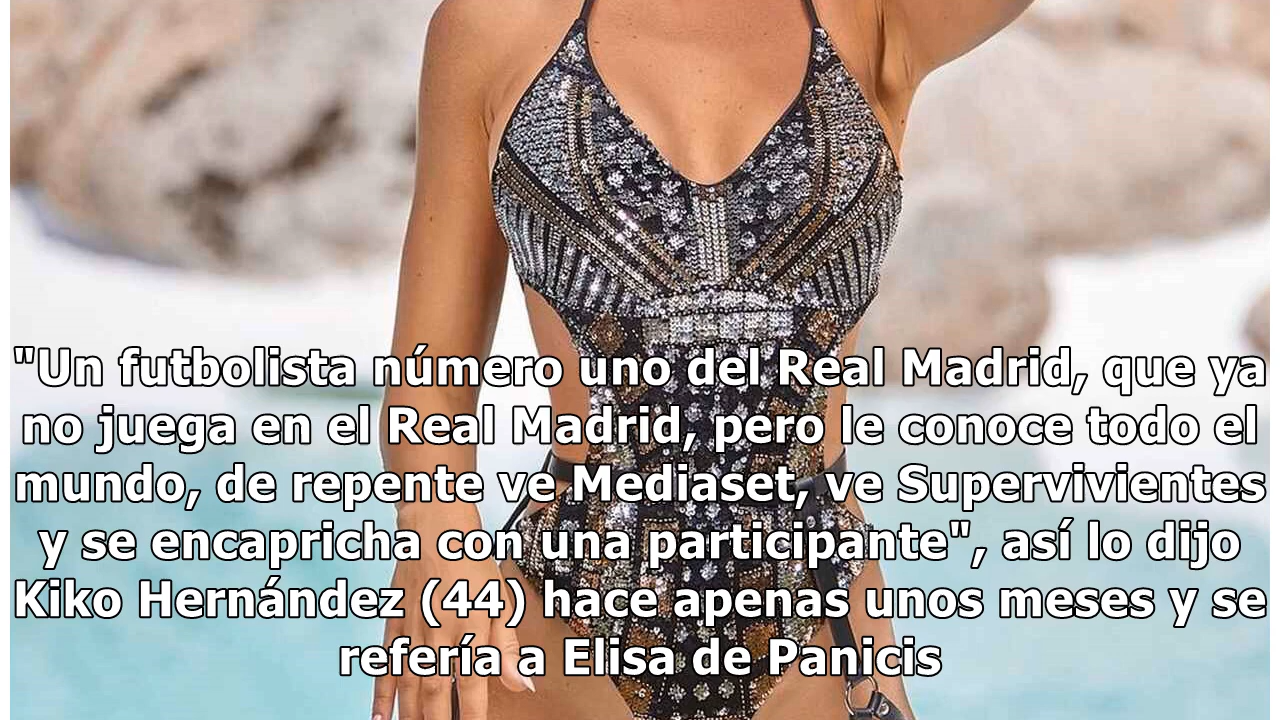 "Un futbolista número uno del Real Madrid, que ya
no juega en el Real Madrid, pero le conoce todo el
mundo, de repente ve Mediaset, ve Supervivientes
y se encapricha con una participante", así lo dijo
Kiko Hernández (44) hace apenas unos meses y se
refería a Elisa de Panicis